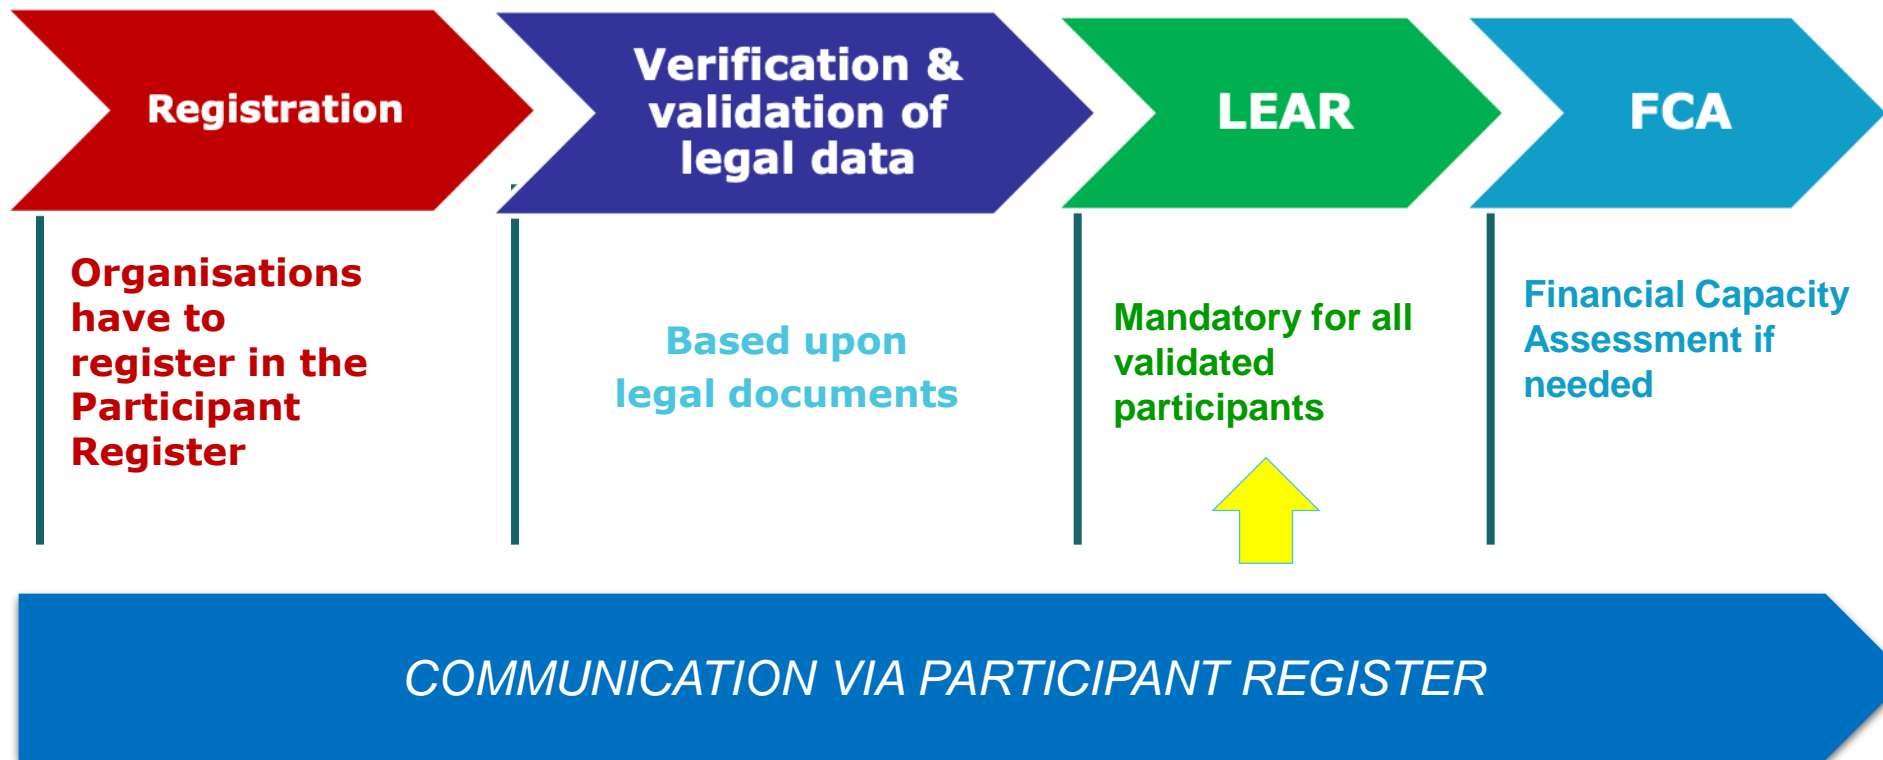 Registration
Verification &
validation of
legal data
LEAR
FCA
Organisations
have to
register in the
Participant
Register
Based upon
legal documents
Mandatory for all
validated
participants
Financial Capacity
Assessment if
needed
COMMUNICATION VIA PARTICIPANT REGISTER